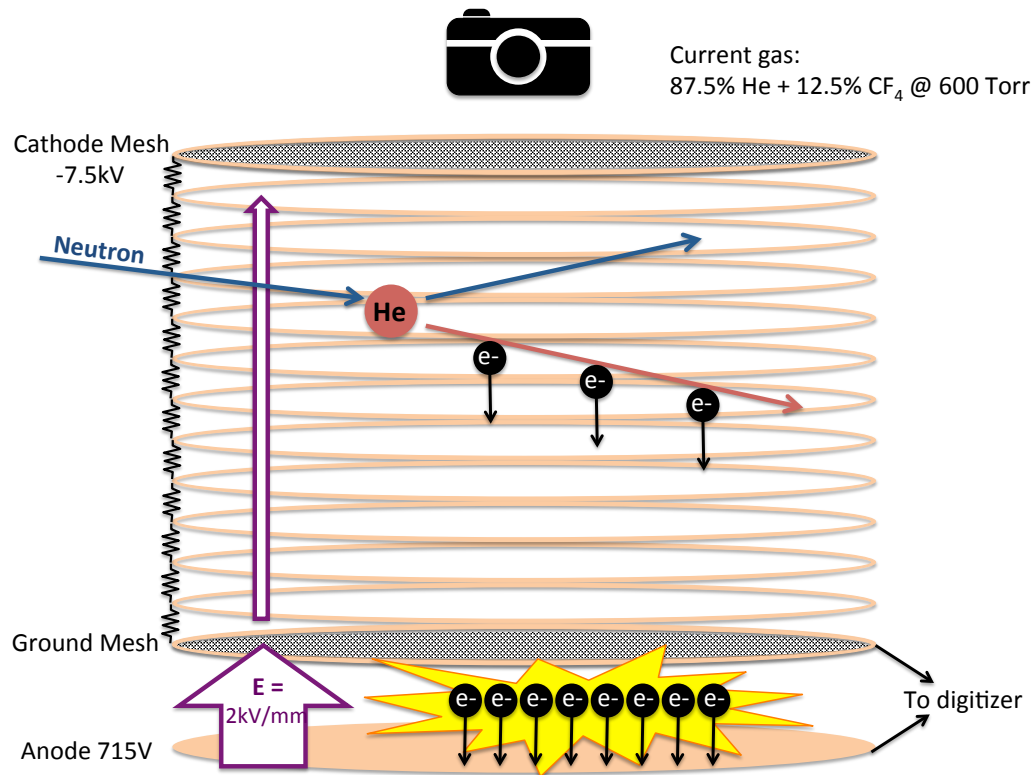 Current gas:
87.5% He + 12.5% CF₄ @ 600 Torr
Cathode Mesh
-7.5kV
Neutron
He
e-
e-
e-
Ground Mesh
E =
2kV/mm
e- e- e- e- e- e- e- e-
To digitizer
Anode 715V